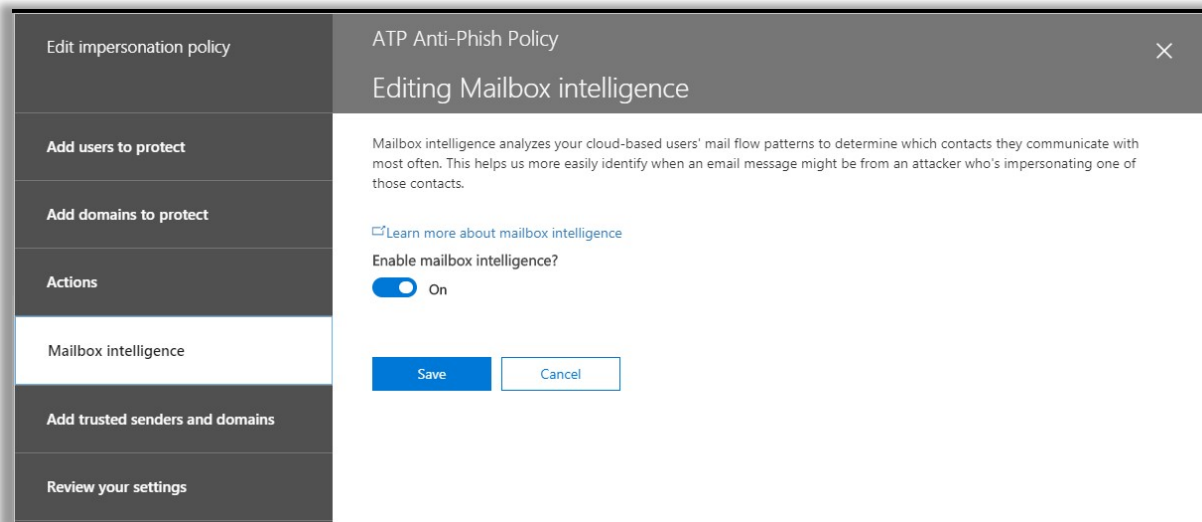 Edit impersonation policy
ATP Anti-Phish Policy
Editing Mailbox intelligence
Add users to protect
Add domains to protect
Actions
Mailbox intelligence
Add trusted senders and domains
Review your settings
Mailbox intelligence analyzes your cloud-based users' mail flow patterns to determine which contacts they communicate with
most often. This helps us more easily identify when an email message might be from an attacker who's impersonating one of
those contacts.
Learn more about mailbox intelligence
Enable mailbox intelligence?
On
Save
Cancel